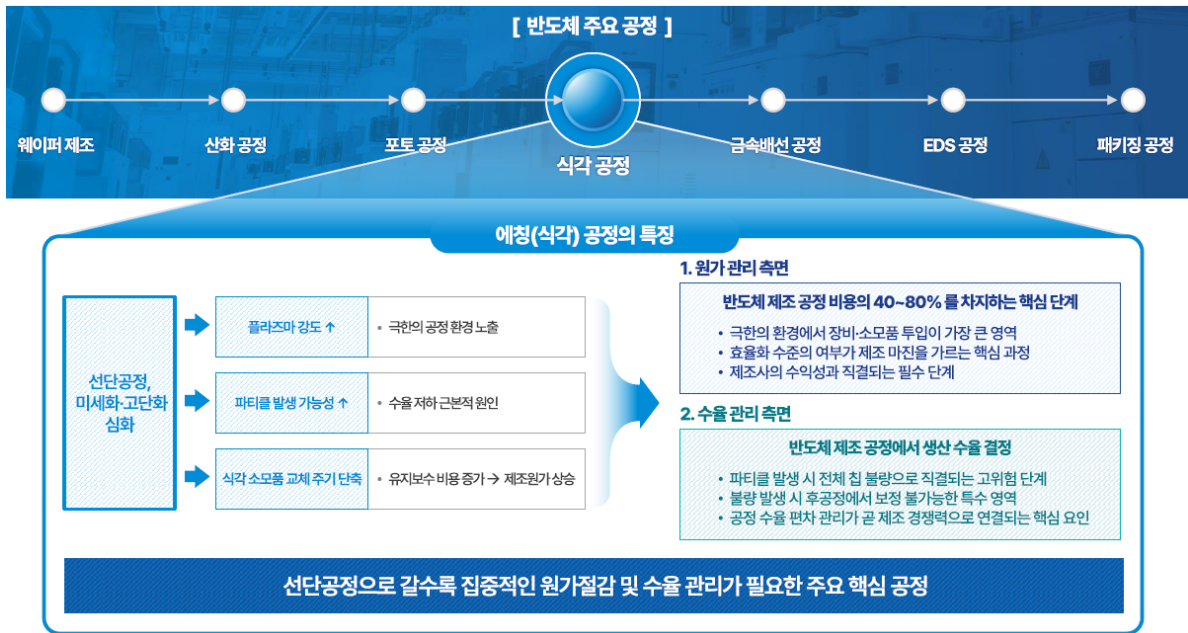 [ 반도체 주요 공정 ]
웨이퍼 제조
산화 공정
포토 공정
식각 공정
금속배선 공정
EDS 공정
패키징 공정
에칭(식각) 공정의 특징
선단공정,
미세화·고단화
심화
플라즈마 강도 ↑
• 극한의 공정 환경 노출
파티클 발생 가능성 ↑
• 수율 저하 근본적 원인
식각 소모품 교체 주기 단축
• 유지보수 비용 증가 → 제조원가 상승
1. 원가 관리 측면
반도체 제조 공정 비용의 40~80% 를 차지하는 핵심 단계
• 극한의 환경에서 장비·소모품 투입이 가장 큰 영역
• 효율화 수준의 여부가 제조 마진을 가르는 핵심 과정
• 제조사의 수익성과 직결되는 필수 단계
2. 수율 관리 측면
반도체 제조 공정에서 생산 수율 결정
• 파티클 발생 시 전체 칩 불량으로 직결되는 고위험 단계
• 불량 발생 시 후공정에서 보정 불가능한 특수 영역
• 공정 수율 편차 관리가 곧 제조 경쟁력으로 연결되는 핵심 요인
선단공정으로 갈수록 집중적인 원가절감 및 수율 관리가 필요한 주요 핵심 공정